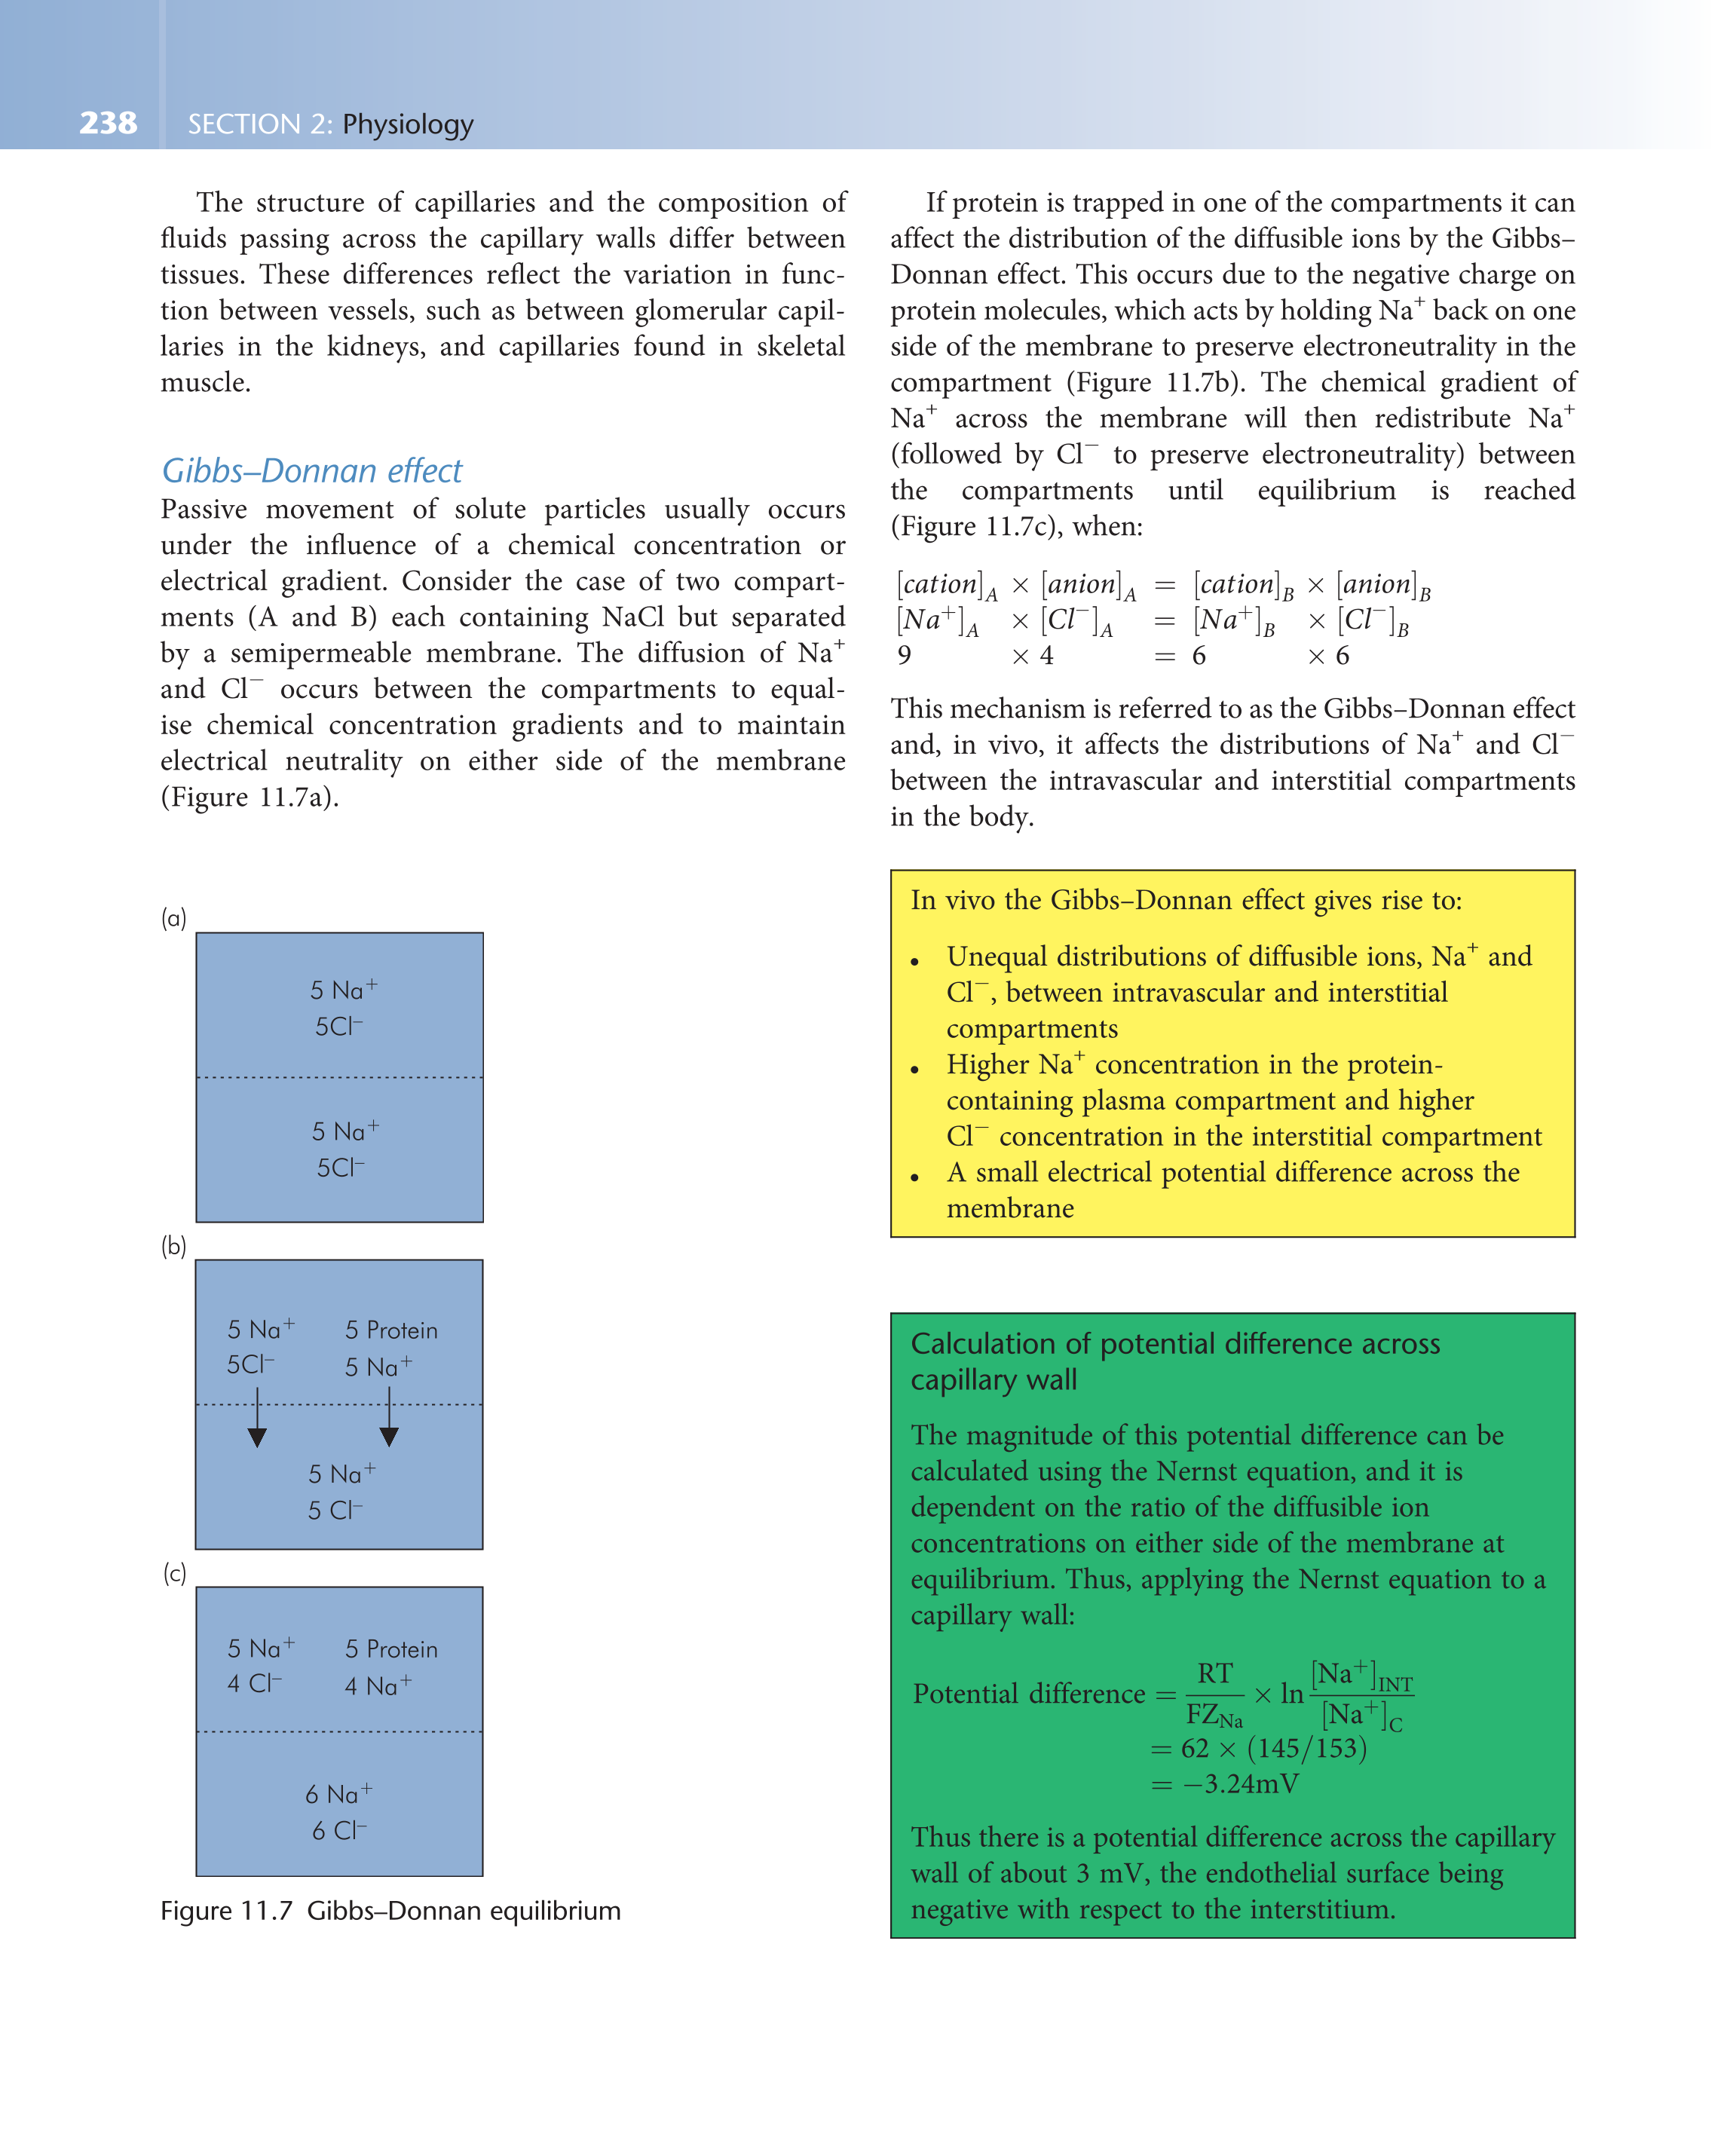 238 SECTION 2: Physiology
The structure of capillaries and the composition of
fluids passing across the capillary walls differ between
tissues. These differences reflect the variation in func-
tion between vessels, such as between glomerular capil-
laries in the kidneys, and capillaries found in skeletal
muscle.
Gibbs–Donnan effect
Passive movement of solute particles usually occurs
under the influence of a chemical concentration or
electrical gradient. Consider the case of two compart-
ments (A and B) each containing NaCl but separated
by a semipermeable membrane. The diffusion of Na⁺
and Cl⁻ occurs between the compartments to equal-
ise chemical concentration gradients and to maintain
electrical neutrality on either side of the membrane
(Figure 11.7a).
(a)
5 Na⁺
5Cl⁻
5 Na⁺
5Cl⁻
(b)
5 Na⁺ 5 Protein
5Cl⁻ 5 Na⁺
5 Na⁺
5 Cl⁻
(c)
5 Na⁺ 5 Protein
4 Cl⁻ 4 Na⁺
6 Na⁺
6 Cl⁻
Figure 11.7 Gibbs–Donnan equilibrium
If protein is trapped in one of the compartments it can
affect the distribution of the diffusible ions by the Gibbs–
Donnan effect. This occurs due to the negative charge on
protein molecules, which acts by holding Na⁺ back on one
side of the membrane to preserve electroneutrality in the
compartment (Figure 11.7b). The chemical gradient of
Na⁺ across the membrane will then redistribute Na⁺
(followed by Cl⁻ to preserve electroneutrality) between
the compartments until equilibrium is reached
(Figure 11.7c), when:
[cation]_A × [anion]_A = [cation]_B × [anion]_B
[Na⁺]_A × [Cl⁻]_A = [Na⁺]_B × [Cl⁻]_B
9 × 4 = 6 × 6
This mechanism is referred to as the Gibbs–Donnan effect
and, in vivo, it affects the distributions of Na⁺ and Cl⁻
between the intravascular and interstitial compartments
in the body.
In vivo the Gibbs–Donnan effect gives rise to:
• Unequal distributions of diffusible ions, Na⁺ and
Cl⁻, between intravascular and interstitial
compartments
• Higher Na⁺ concentration in the protein-
containing plasma compartment and higher
Cl⁻ concentration in the interstitial compartment
• A small electrical potential difference across the
membrane
Calculation of potential difference across
capillary wall
The magnitude of this potential difference can be
calculated using the Nernst equation, and it is
dependent on the ratio of the diffusible ion
concentrations on either side of the membrane at
equilibrium. Thus, applying the Nernst equation to a
capillary wall:
Potential difference = RT/FZ_Na × ln [Na⁺]_INT/[Na⁺]_C
= 62 × (145/153)
= −3.24mV
Thus there is a potential difference across the capillary
wall of about 3 mV, the endothelial surface being
negative with respect to the interstitium.